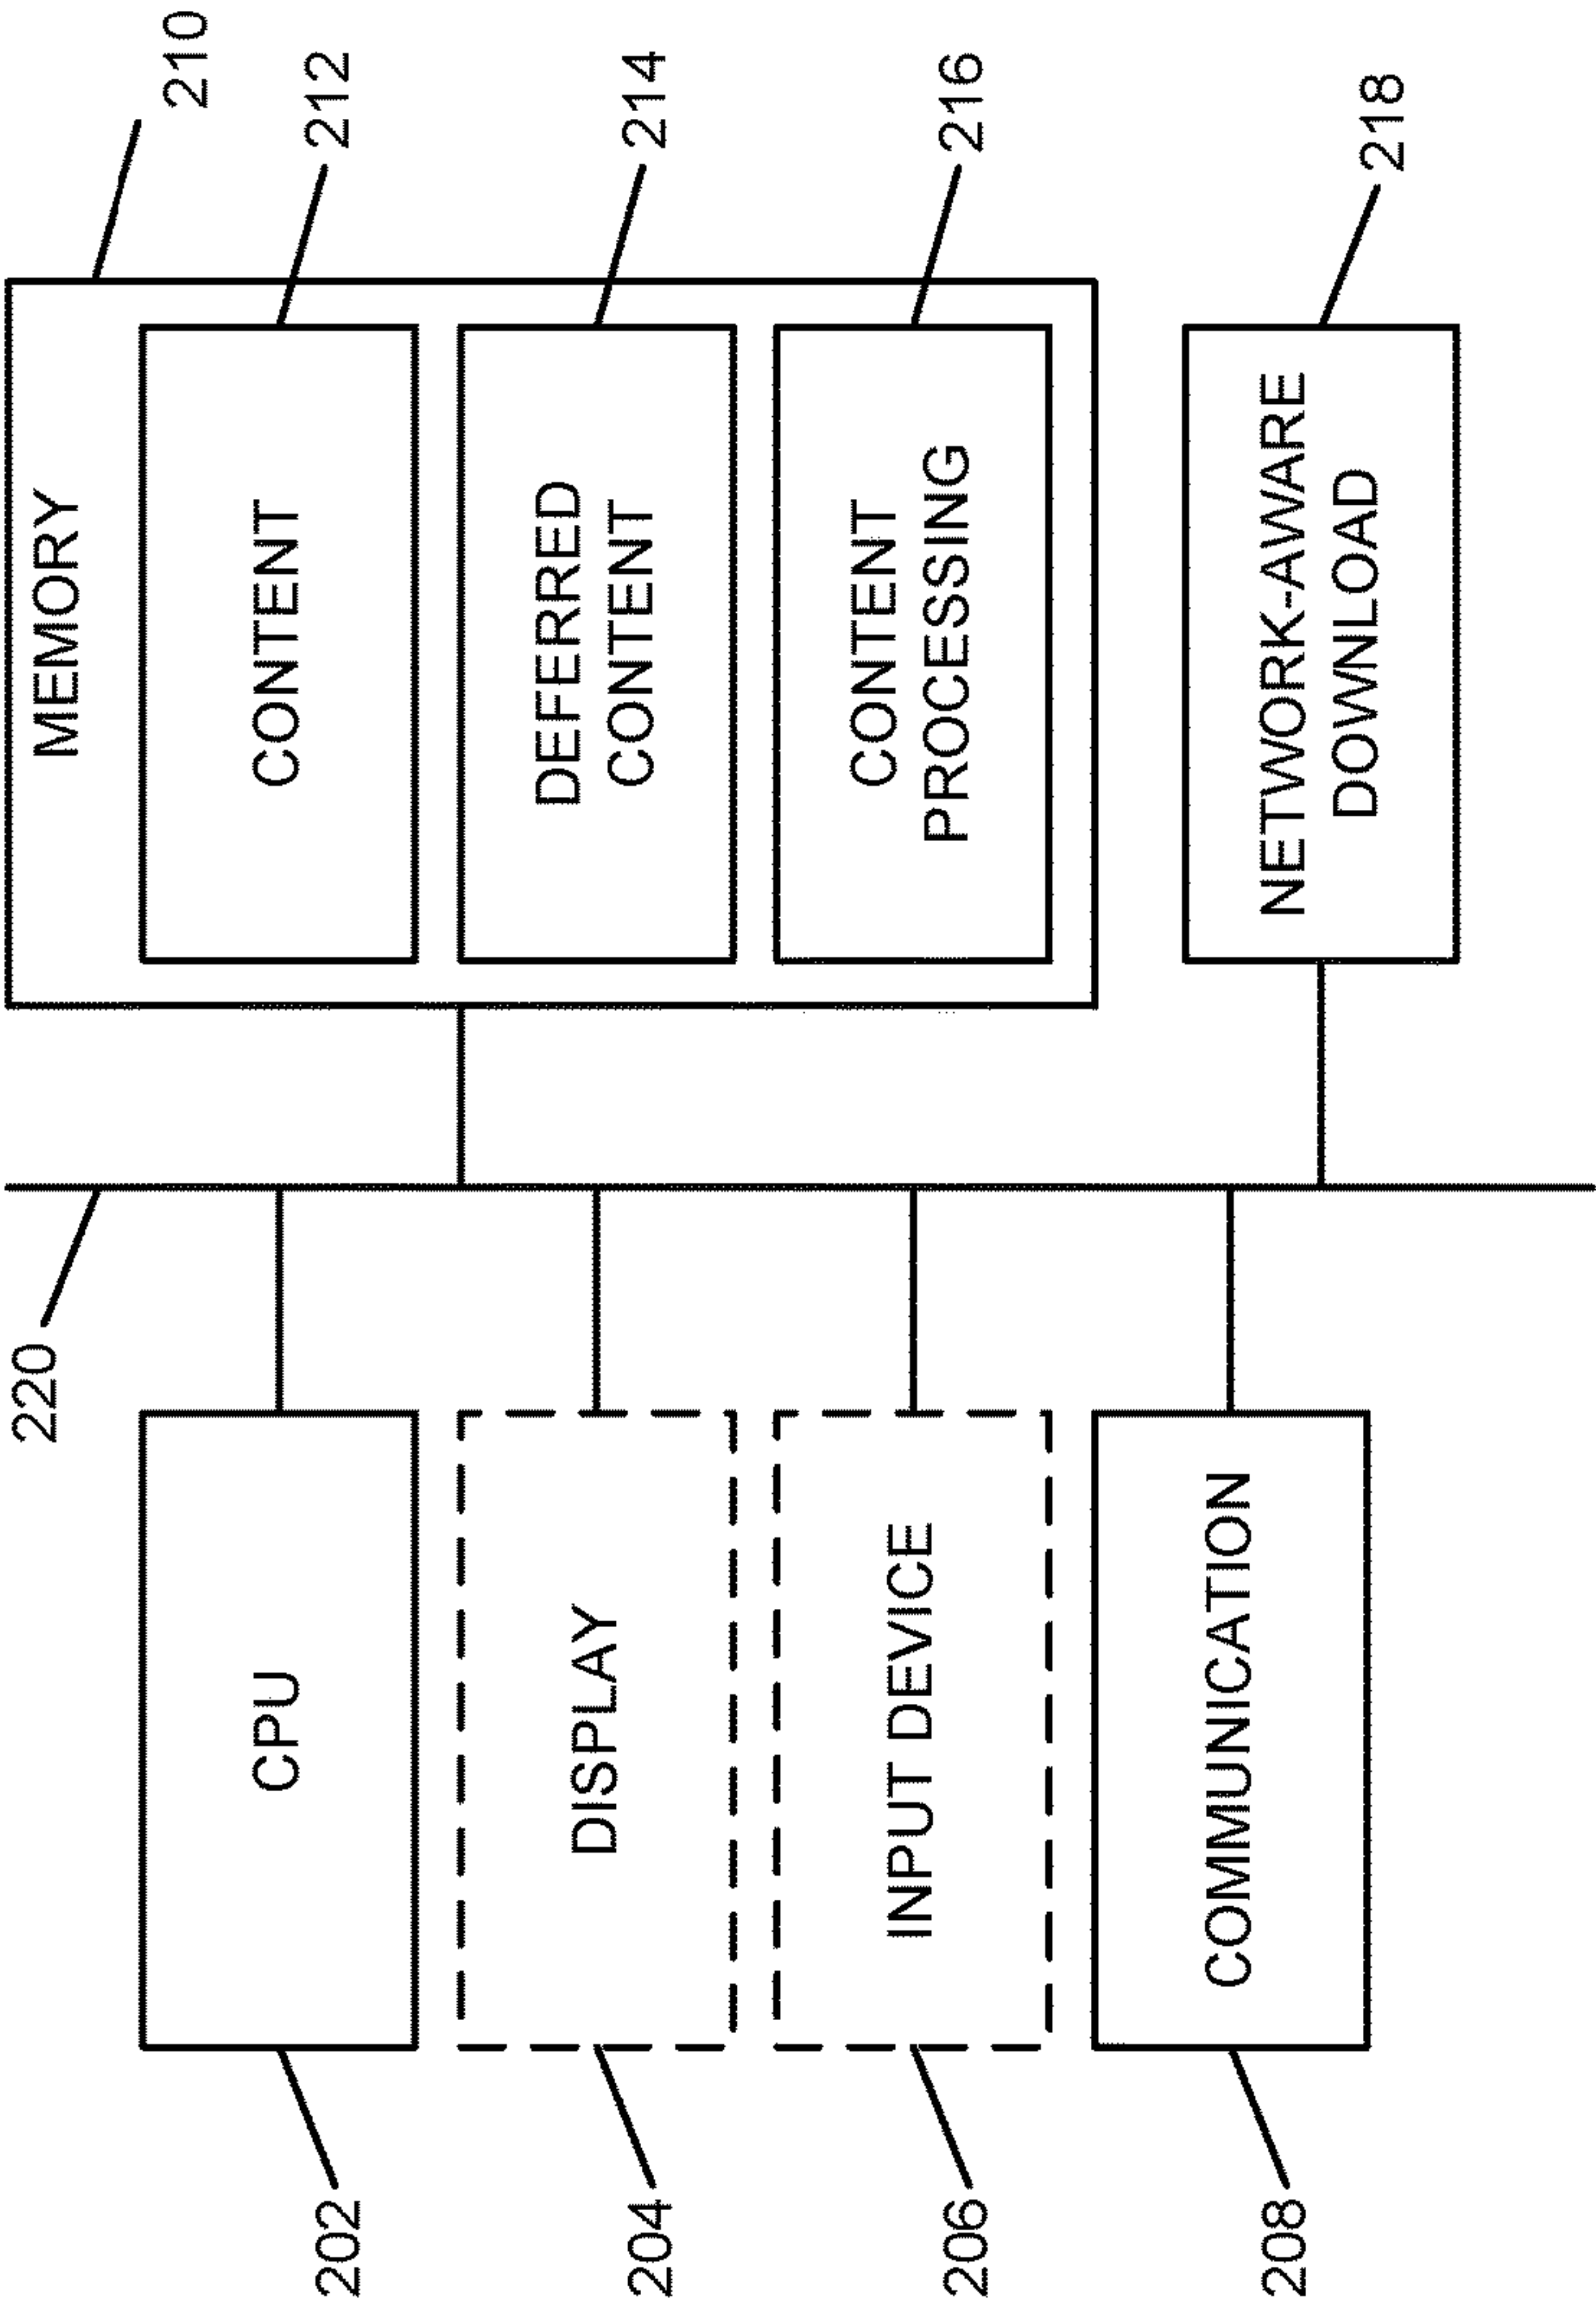 220
CPU
202
DISPLAY
204
INPUT DEVICE
206
COMMUNICATION
208
MEMORY
210
CONTENT
212
DEFERRED
CONTENT
214
CONTENT
PROCESSING
216
NETWORK-AWARE
DOWNLOAD
218